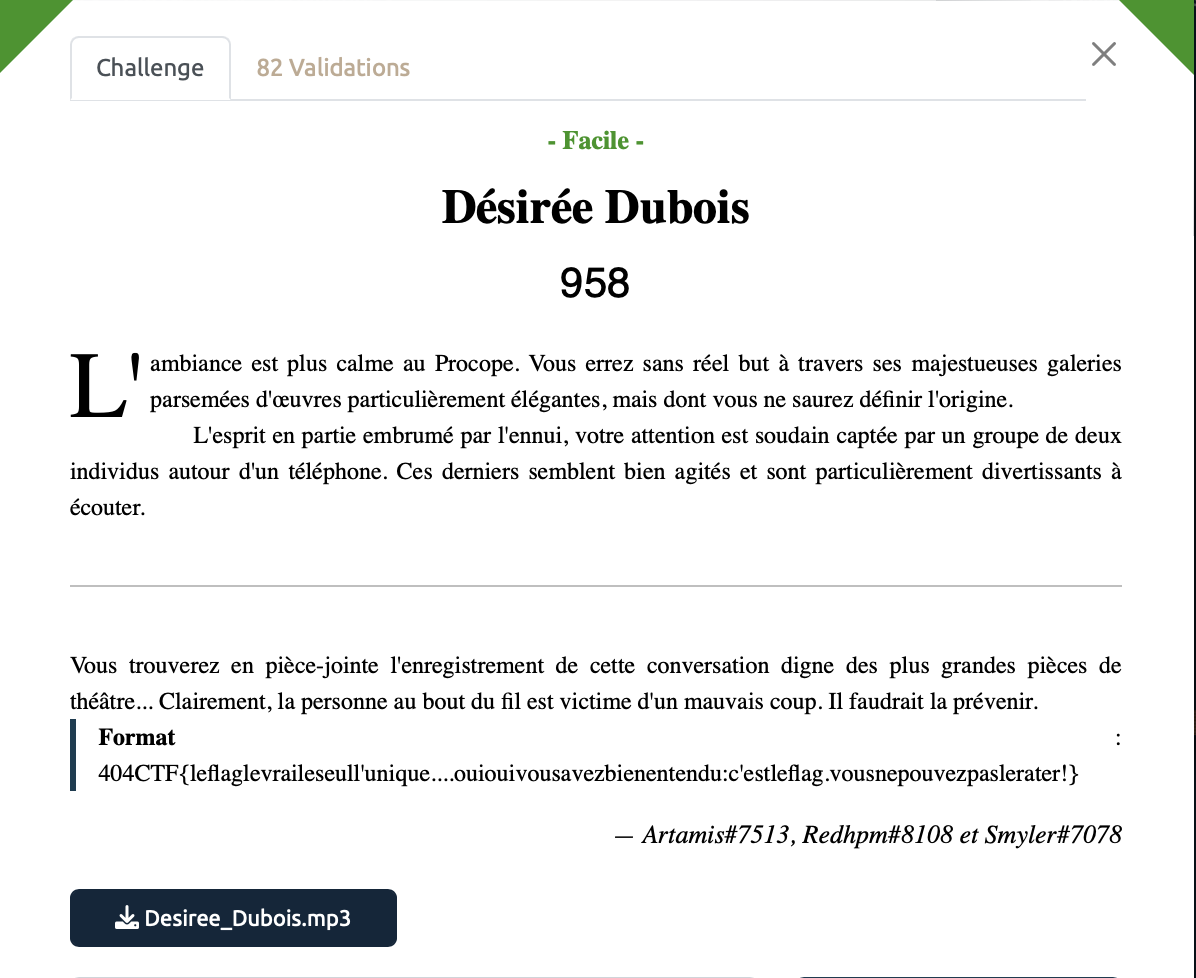 Challenge
82 Validations
- Facile -
Désirée Dubois
958
L'ambiance est plus calme au Procope. Vous errez sans réel but à travers ses majestueuses galeries
parsemées d'œuvres particulièrement élégantes, mais dont vous ne saurez définir l'origine.
L'esprit en partie embrumé par l'ennui, votre attention est soudain captée par un groupe de deux
individus autour d'un téléphone. Ces derniers semblent bien agités et sont particulièrement divertissants à
écouter.
Vous trouverez en pièce-jointe l'enregistrement de cette conversation digne des plus grandes pièces de
théâtre... Clairement, la personne au bout du fil est victime d'un mauvais coup. Il faudrait la prévenir.
Format :
404CTF{leflaglevraileseull'unique....ouiouivousavezbienentendu:c'estleflag.vousnepouvezpaslerater!}
— Artamis#7513, Redhpm#8108 et Smyler#7078
Desiree_Dubois.mp3